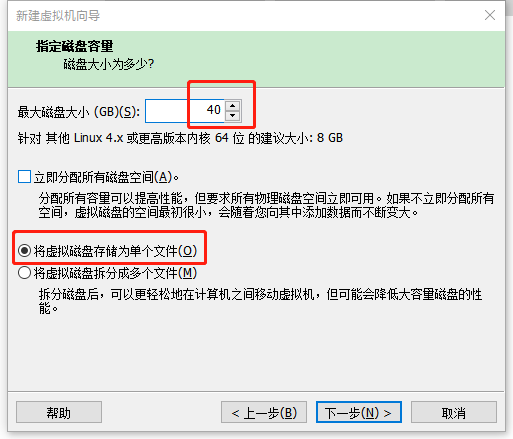 新建虚拟机向导
指定磁盘容量
磁盘大小为多少?
最大磁盘大小 (GB)(S): 40
针对 其他 Linux 4.x 或更高版本内核 64 位 的建议大小: 8 GB
立即分配所有磁盘空间(A)。
分配所有容量可以提高性能，但要求所有物理磁盘空间立即可用。如果不立即分配所有
空间，虚拟磁盘的空间最初很小，会随着您向其中添加数据而不断变大。
将虚拟磁盘存储为单个文件(O)
将虚拟磁盘拆分成多个文件(M)
拆分磁盘后，可以更轻松地在计算机之间移动虚拟机，但可能会降低大容量磁盘的性
能。
帮助 < 上一步(B) 下一步(N) > 取消